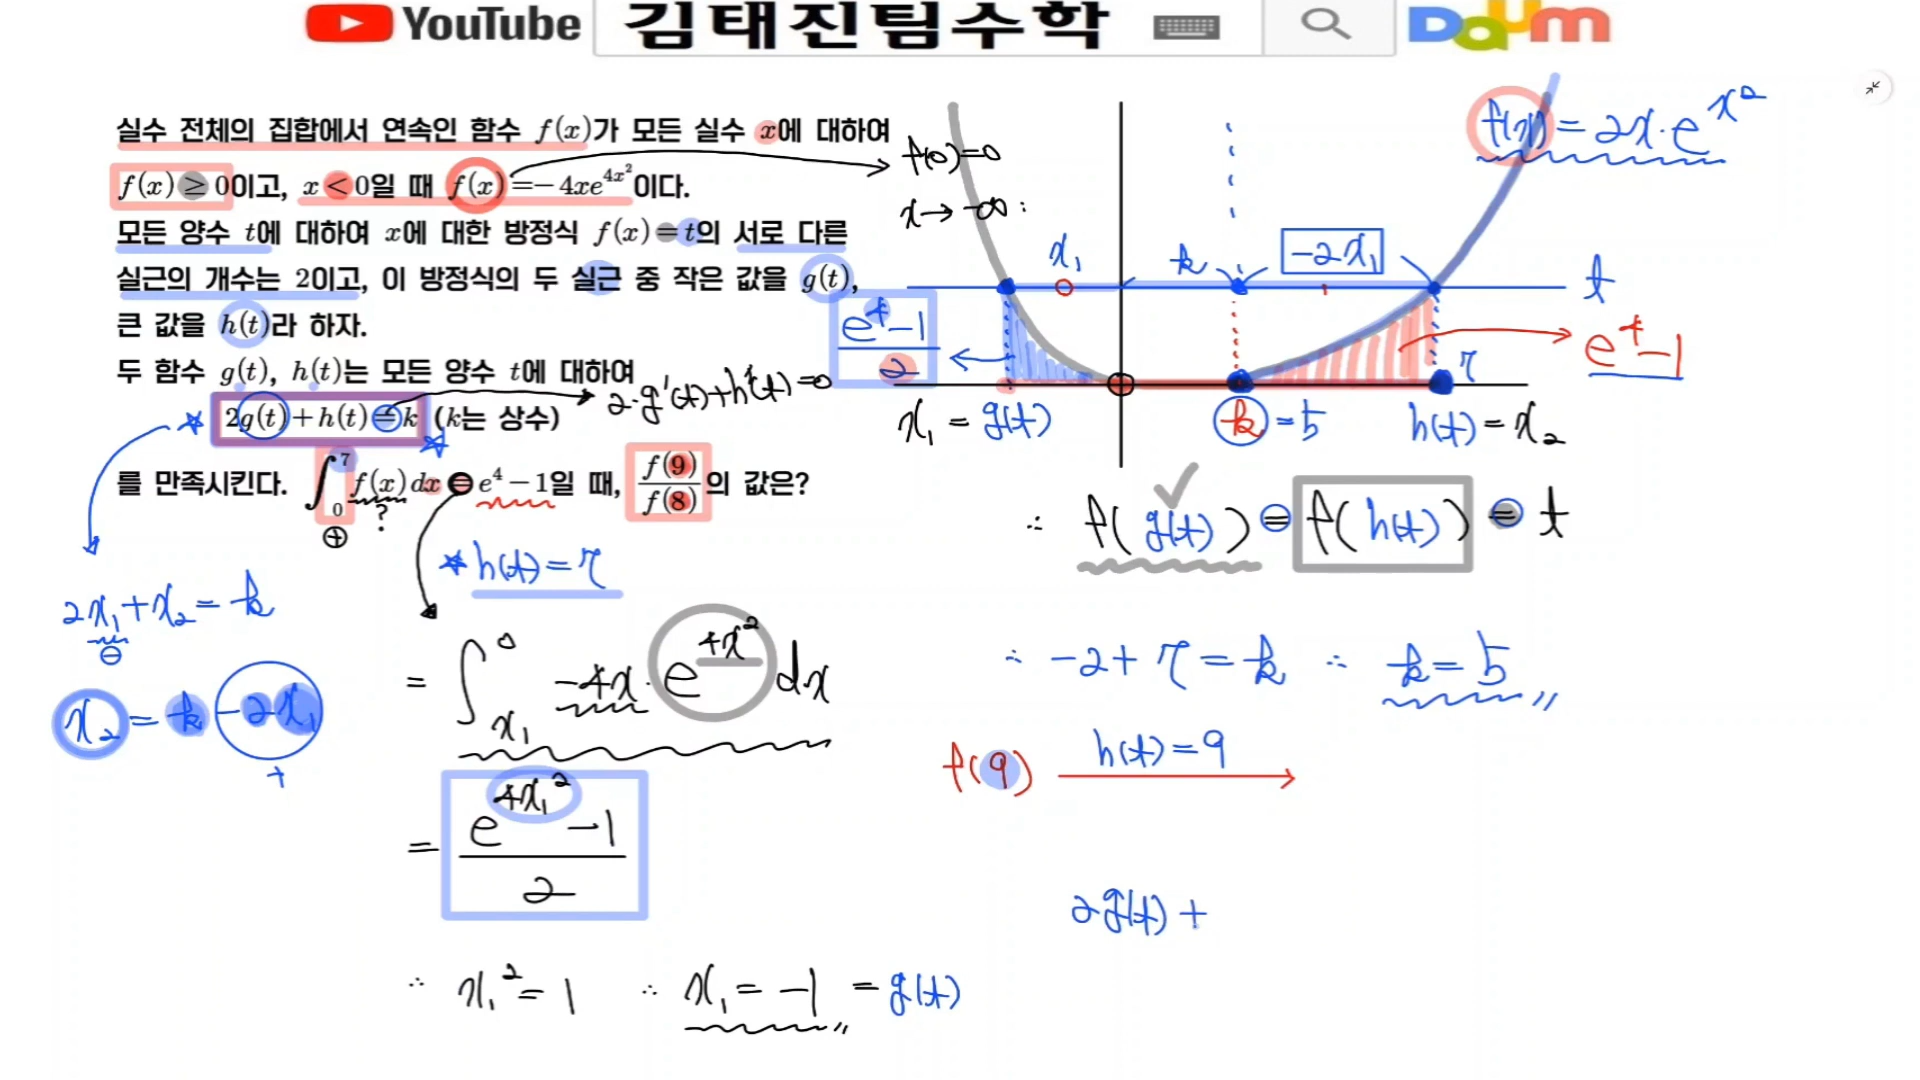 YouTube 김태진팀수학 Daum
실수 전체의 집합에서 연속인 함수 f(x)가 모든 실수 x에 대하여
f(x) ≥ 0이고, x < 0일 때 f(x) = −4xe^{4x²}이다.
모든 양수 t에 대하여 x에 대한 방정식 f(x) = t의 서로 다른
실근의 개수는 2이고, 이 방정식의 두 실근 중 작은 값을 g(t),
큰 값을 h(t)라 하자.
두 함수 g(t), h(t)는 모든 양수 t에 대하여
2g(t) + h(t) = k (k는 상수)
를 만족시킨다. ∫_0^7 f(x)dx = e⁴ − 1일 때, f(9)/f(8)의 값은?
?
f(0)=0
x→ -∞ :
2·g'(t)+h'(t)=0
2x₁+x₂=k
x₂ = k -2x₁
+
h(t)=7
= ∫_{x₁}^0 -4x·e^{4x²} dx
= (e^{4x₁²} -1)/2
∴ x₁²=1 ∴ x₁ = -1 = g(t)
f(x)=2x·e^{x²}
x₁ k -2x₁ t
(e⁴-1)/2
e⁴-1
7
x₁ = g(t) k=5 h(t)=x₂
∴ f(g(t)) = f(h(t)) = t
∴ -2+7=k ∴ k=5
f(9) h(t)=9
2g(t)+